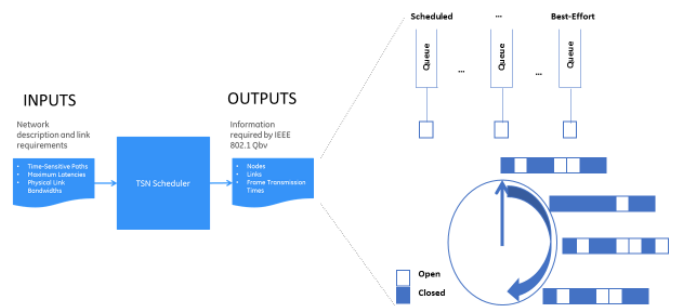 Scheduled ... Best-Effort
Queue ... Queue ... Queue
INPUTS
Network
description and link
requirements
• Time-Sensitive Paths
• Maximum Latencies
• Physical Link
Bandwidths
TSN Scheduler
OUTPUTS
Information
required by IEEE
802.1 Qbv
• Nodes
• Links
• Frame Transmission
Times
Open
Closed